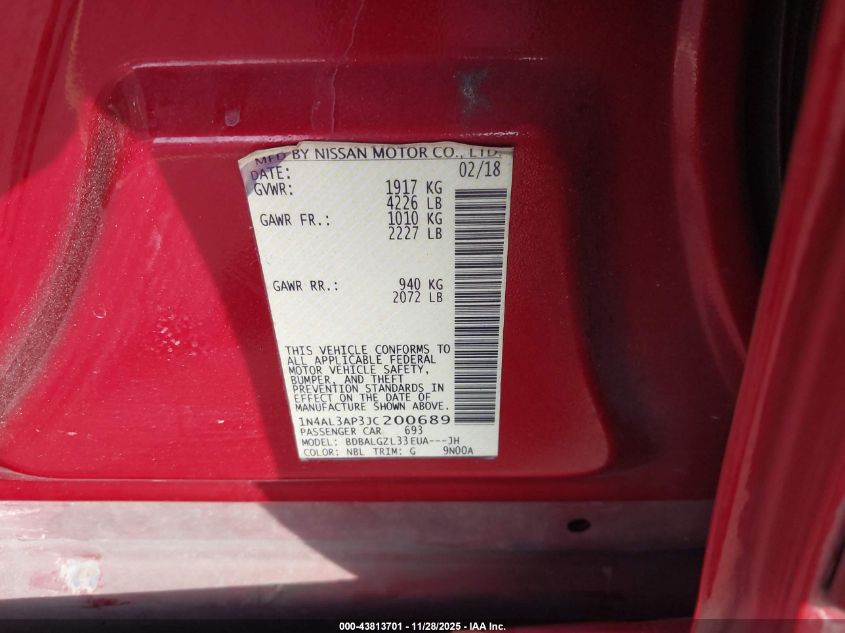 MFD BY NISSAN MOTOR CO., LTD.
DATE: 02/18
GVWR: 1917 KG
4226 LB
GAWR FR.: 1010 KG
2227 LB
GAWR RR.: 940 KG
2072 LB
THIS VEHICLE CONFORMS TO
ALL APPLICABLE FEDERAL
MOTOR VEHICLE SAFETY,
BUMPER, AND THEFT
PREVENTION STANDARDS IN
EFFECT ON THE DATE OF
MANUFACTURE SHOWN ABOVE.
1N4AL3AP3JC200689
PASSENGER CAR 693
MODEL: BDBALGZL33EUA---JH
COLOR: NBL TRIM: G 9N00A
000-43813701 - 11/28/2025 - IAA Inc.